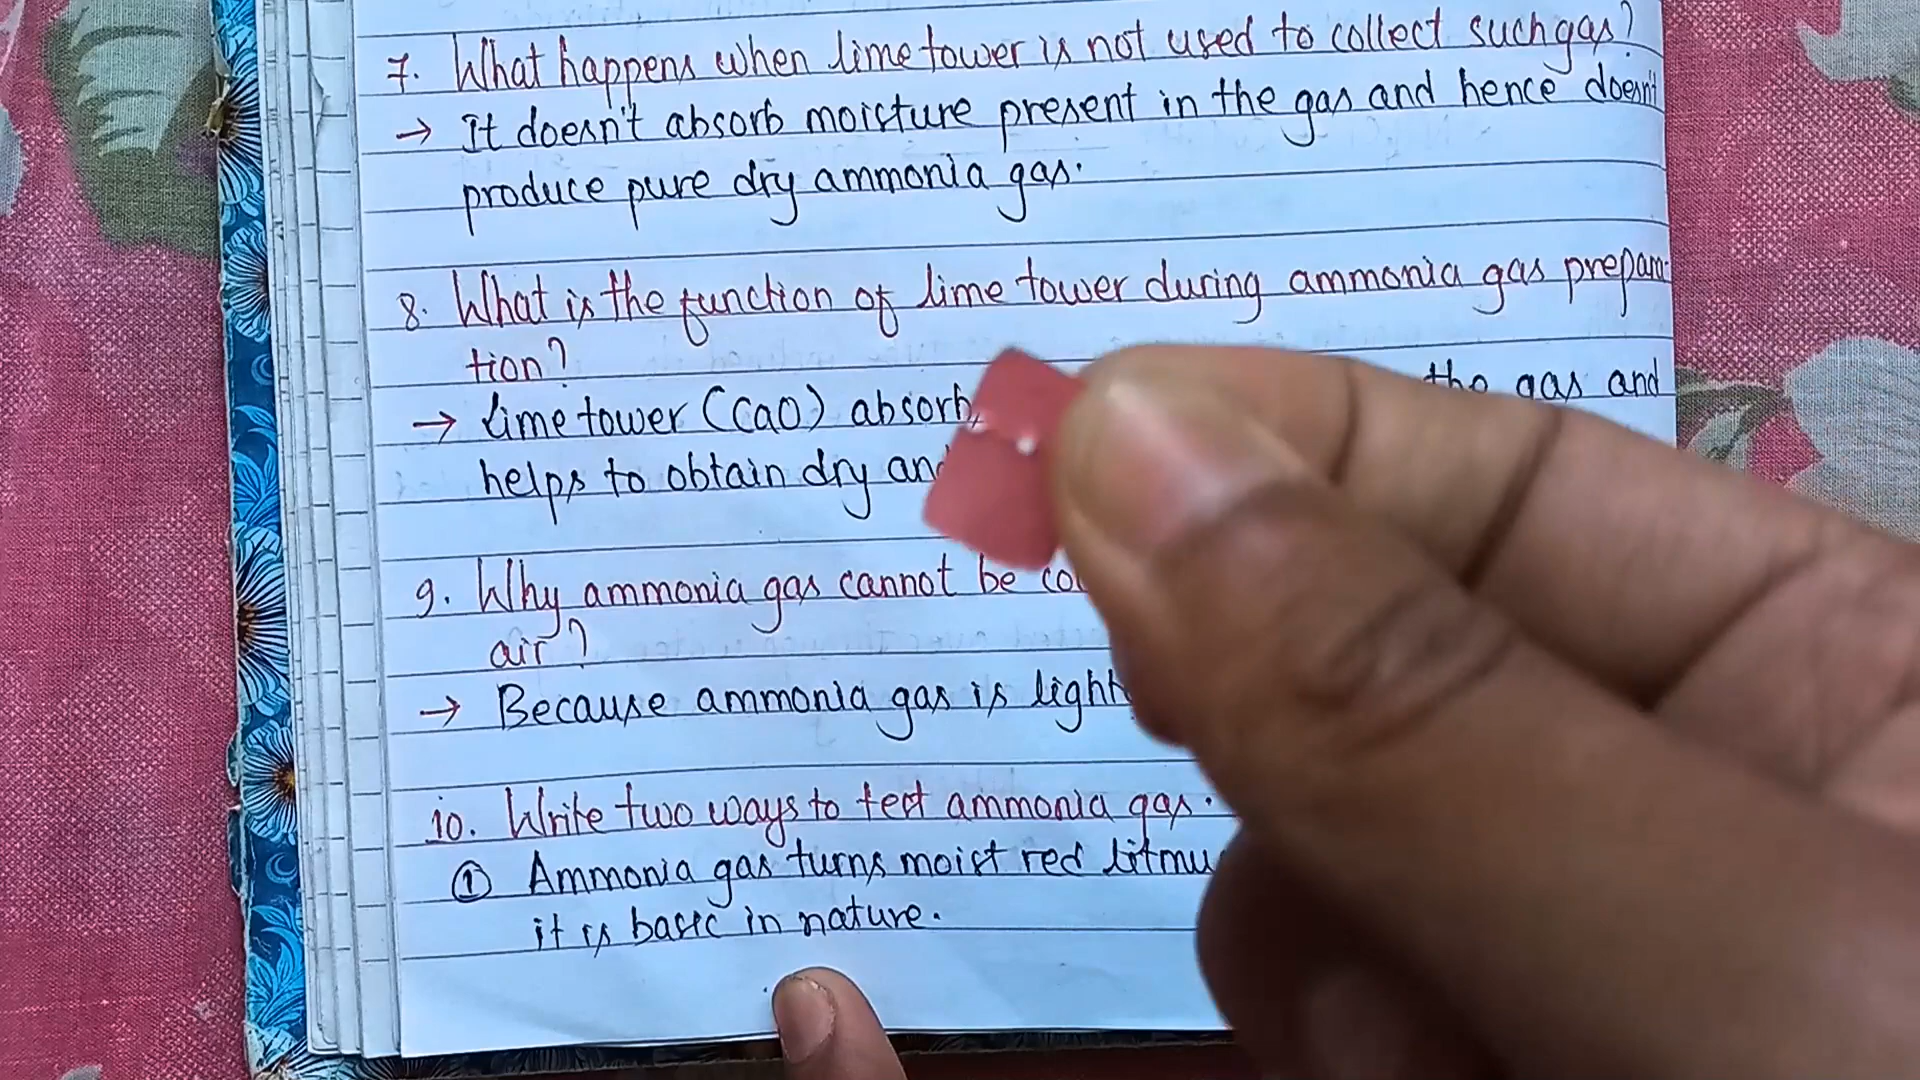 7. What happens when lime tower is not used to collect such gas?
→ It doesn't absorb moisture present in the gas and hence doesn't
produce pure dry ammonia gas.
8. What is the function of lime tower during ammonia gas prepara-
tion?
→ lime tower (CaO) absorbs the gas and
helps to obtain dry and
9. Why ammonia gas cannot be
air?
→ Because ammonia gas is
10. Write two ways to test ammonia gas.
① Ammonia gas turns moist red litmu
it is basic in nature.